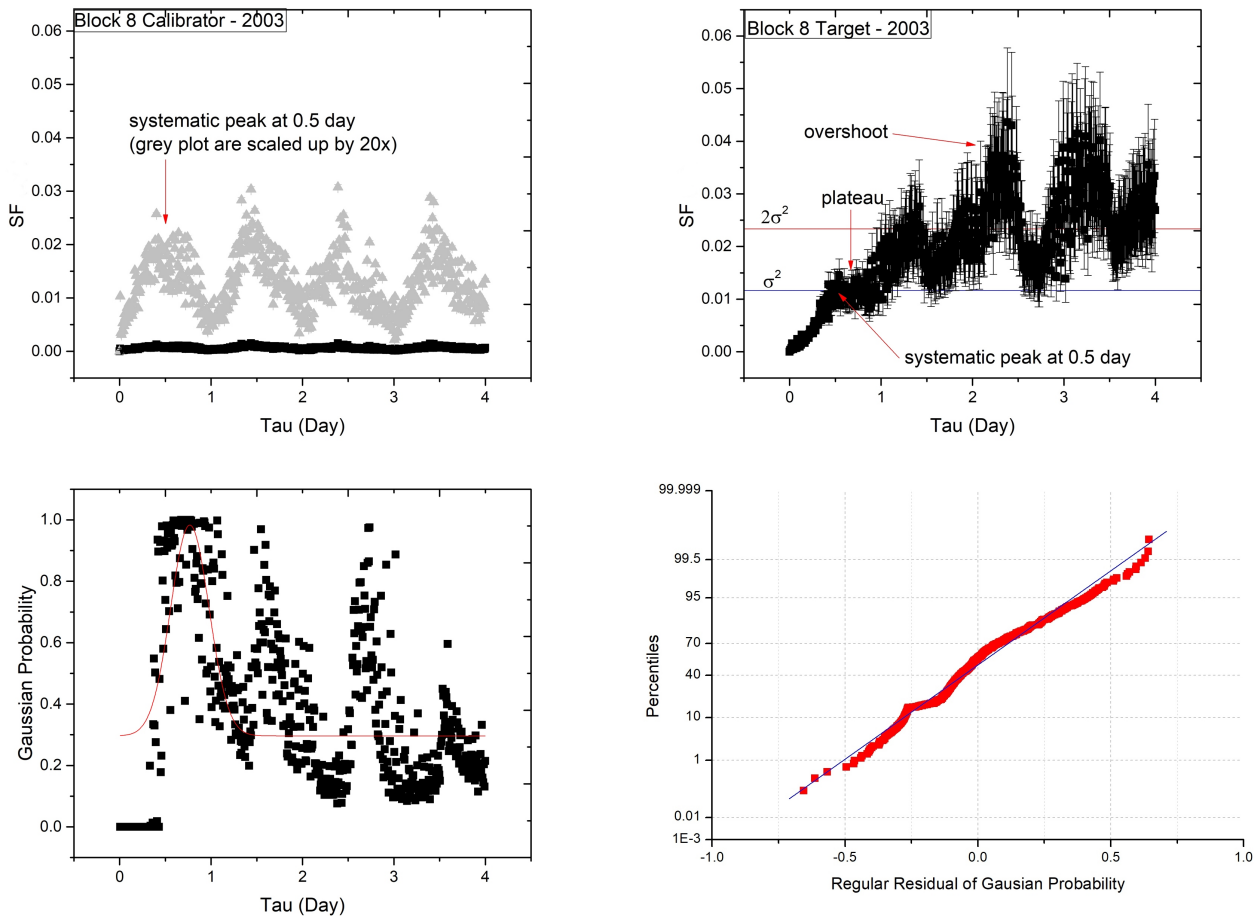 Block 8 Calibrator - 2003
0.06
0.05
0.04
0.03
0.02
0.01
0.00
SF
systematic peak at 0.5 day
(grey plot are scaled up by 20x)
0 1 2 3 4
Tau (Day)
Block 8 Target - 2003
0.06
0.05
0.04
0.03
0.02
0.01
0.00
SF
overshoot
plateau
2σ²
σ²
systematic peak at 0.5 day
0 1 2 3 4
Tau (Day)
1.0
0.8
0.6
0.4
0.2
0.0
Gaussian Probability
0 1 2 3 4
Tau (Day)
99.999
99.5
95
70
40
10
1
0.01
1E-3
Percentiles
-1.0 -0.5 0.0 0.5 1.0
Regular Residual of Gausian Probability